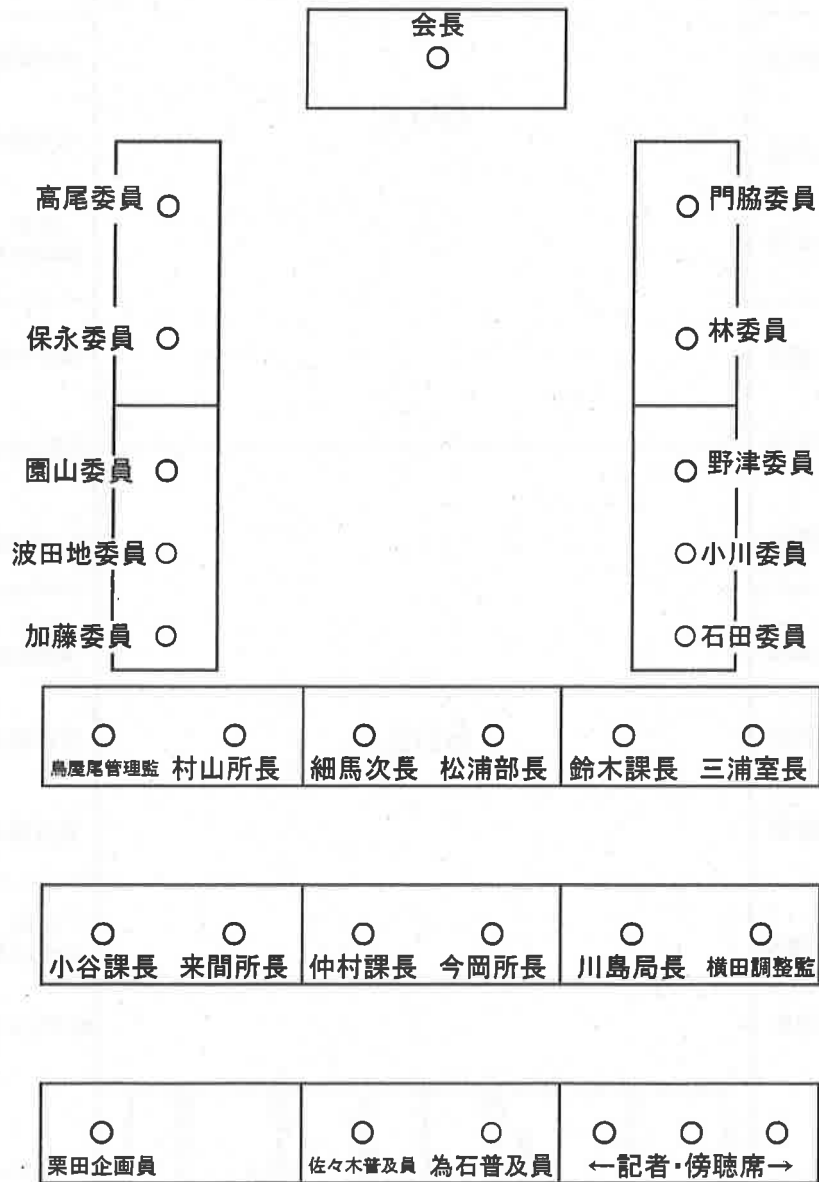 会長
高尾委員 門脇委員
保永委員 林委員
園山委員 野津委員
波田地委員 小川委員
加藤委員 石田委員
鳥屋尾管理監 村山所長 細馬次長 松浦部長 鈴木課長 三浦室長
小谷課長 来間所長 仲村課長 今岡所長 川島局長 横田調整監
栗田企画員 佐々木普及員 為石普及員 ←記者・傍聴席→